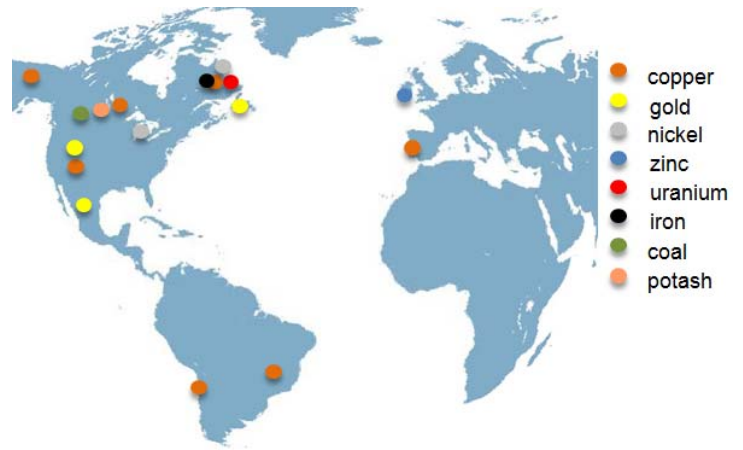 copper
gold
nickel
zinc
uranium
iron
coal
potash